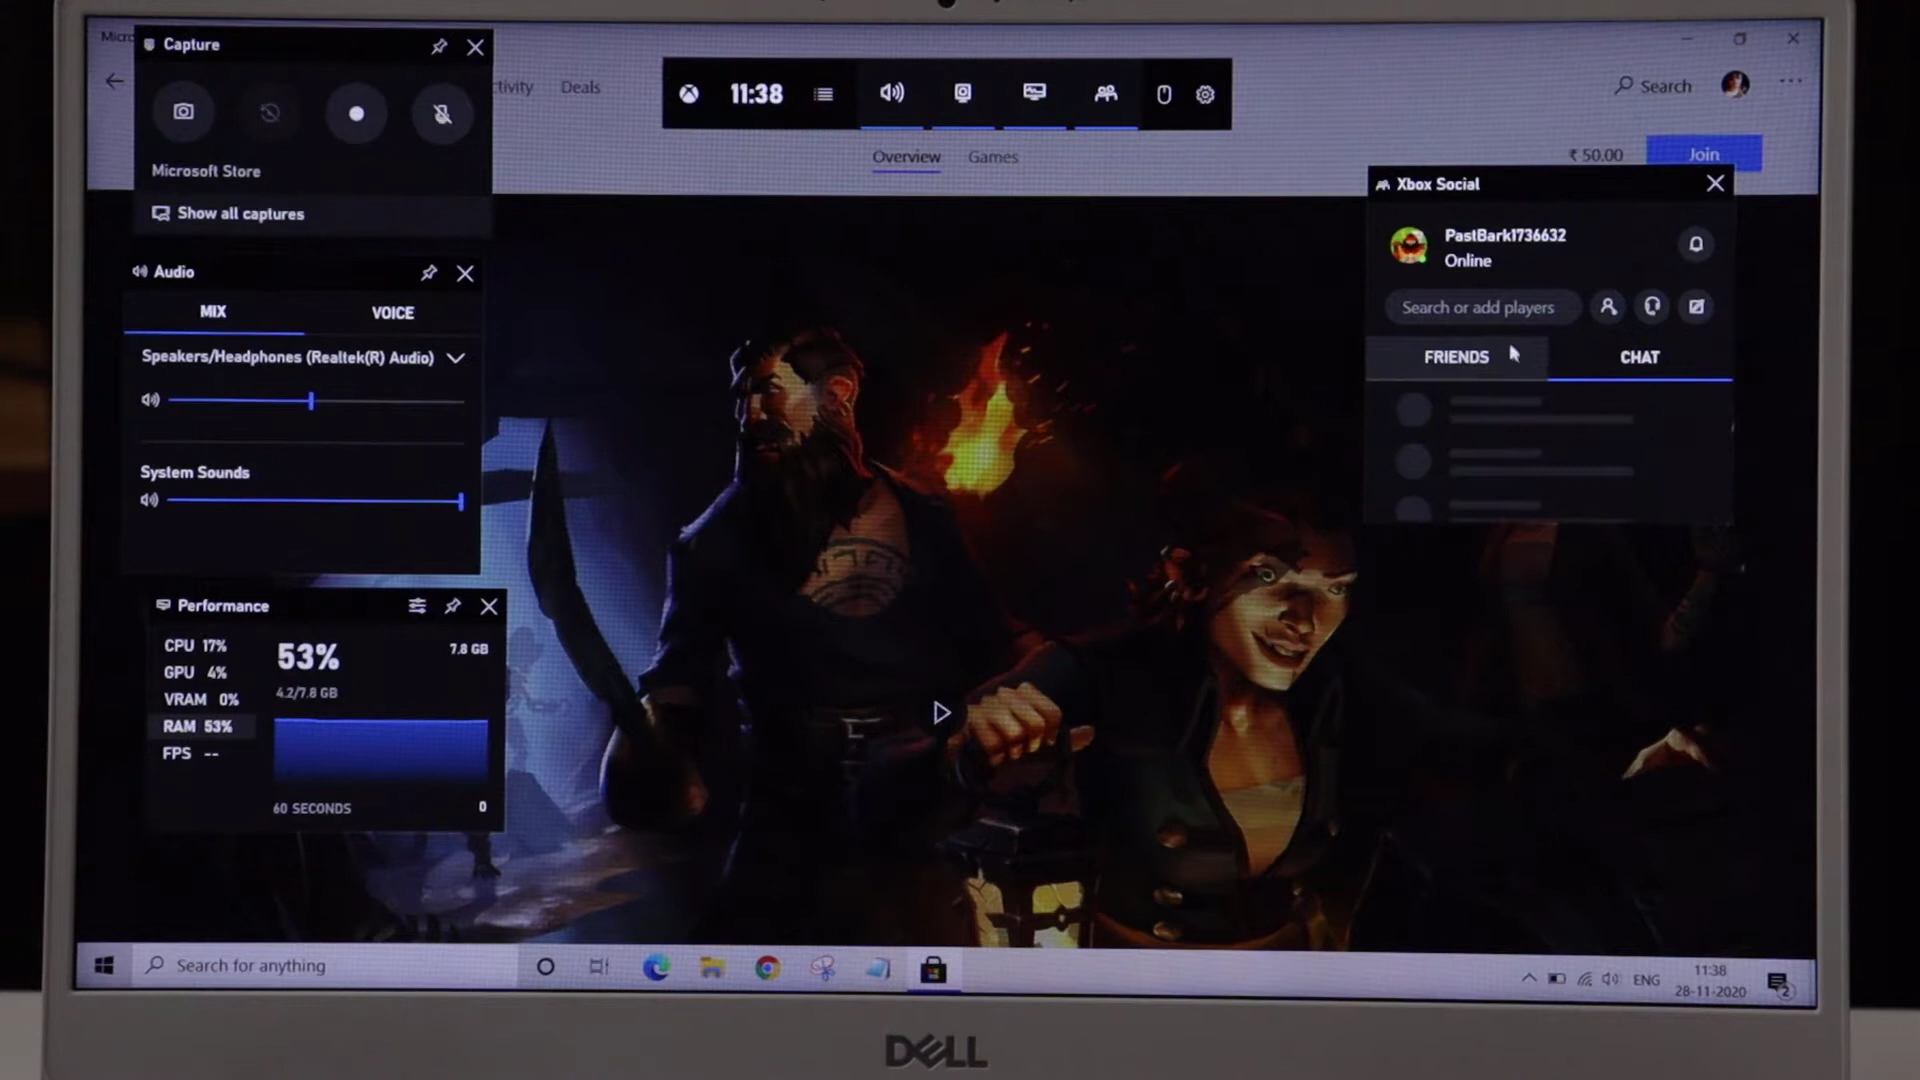 Micro
Capture
Microsoft Store
Show all captures
tivity
Deals
11:38
Search
Overview
Games
₹ 50.00
Join
Audio
MIX
VOICE
Speakers/Headphones (Realtek(R) Audio)
System Sounds
Performance
CPU 17%
GPU 4%
VRAM 0%
RAM 53%
FPS --
53%
7.8 GB
4.2/7.8 GB
60 SECONDS
0
Xbox Social
PastBark1736632
Online
Search or add players
FRIENDS
CHAT
Search for anything
ENG
11:38
28-11-2020
2
DELL